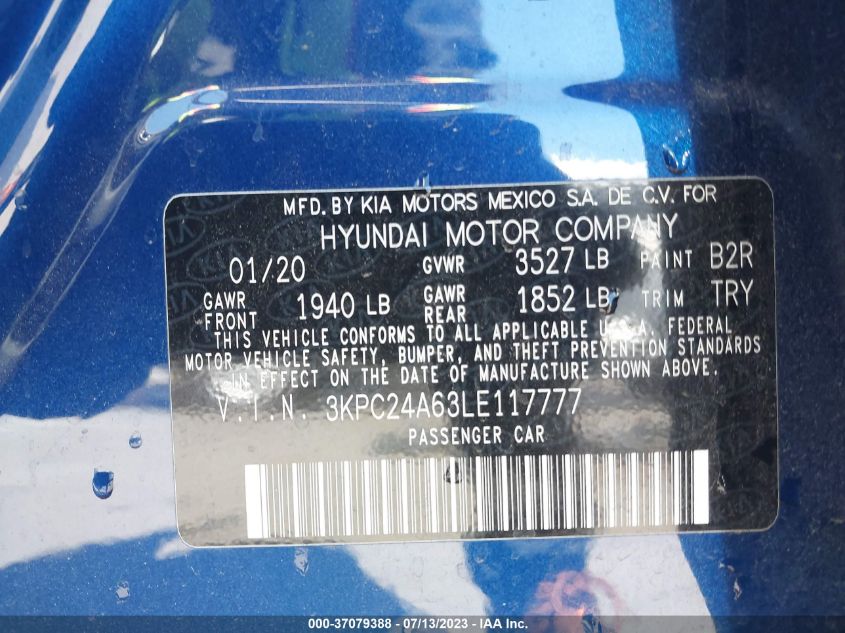 MFD. BY KIA MOTORS MEXICO S.A. DE C.V. FOR
HYUNDAI MOTOR COMPANY
01/20 GVWR 3527 LB PAINT B2R
GAWR FRONT 1940 LB GAWR REAR 1852 LB TRIM TRY
THIS VEHICLE CONFORMS TO ALL APPLICABLE U.S.A. FEDERAL
MOTOR VEHICLE SAFETY, BUMPER, AND THEFT PREVENTION STANDARDS
IN EFFECT ON THE DATE OF MANUFACTURE SHOWN ABOVE.
V.I.N. 3KPC24A63LE117777
PASSENGER CAR
000-37079388 - 07/13/2023 - IAA Inc.